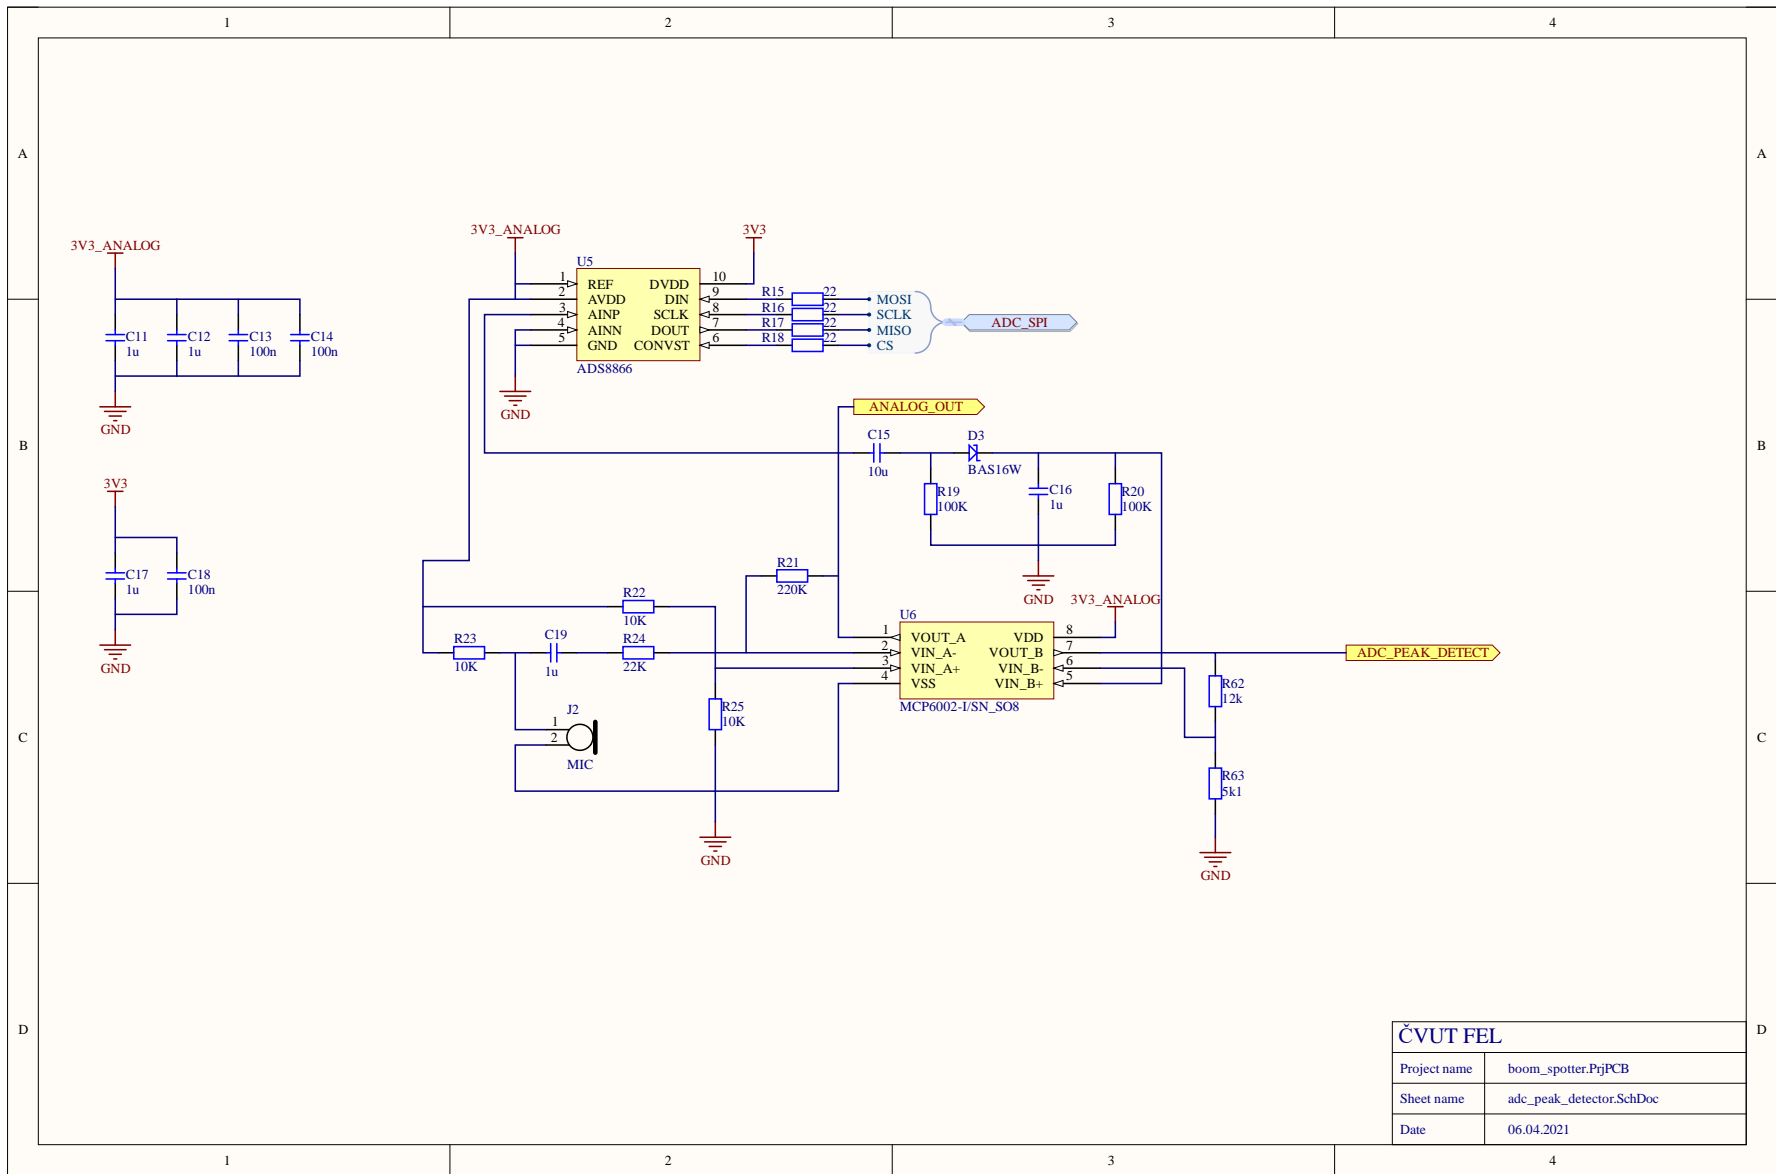 1 2 3 4
A A
3V3_ANALOG
C11 1u
C12 1u
C13 100n
C14 100n
GND
3V3_ANALOG
3V3
U5
1 REF DVDD 10
2 AVDD DIN 9
3 AINP SCLK 8
4 AINN DOUT 7
5 GND CONVST 6
ADS8866
GND
R15 22 MOSI
R16 22 SCLK
R17 22 MISO
R18 22 CS
ADC_SPI
B B
ANALOG_OUT
C15
10u
D3
BAS16W
R19
100K
C16
1u
R20
100K
GND
3V3
C17
1u
C18
100n
GND
R21
220K
R22
10K
R23
10K
C19
1u
R24
22K
R25
10K
3V3_ANALOG
U6
1 VOUT_A VDD 8
2 VIN_A- VOUT_B 7
3 VIN_A+ VIN_B- 6
4 VSS VIN_B+ 5
MCP6002-I/SN_SO8
ADC_PEAK_DETECT
R62
12k
R63
5k1
GND
C C
J2
1
2
MIC
GND
D D
ČVUT FEL
Project name boom_spotter.PrjPCB
Sheet name adc_peak_detector.SchDoc
Date 06.04.2021
1 2 3 4